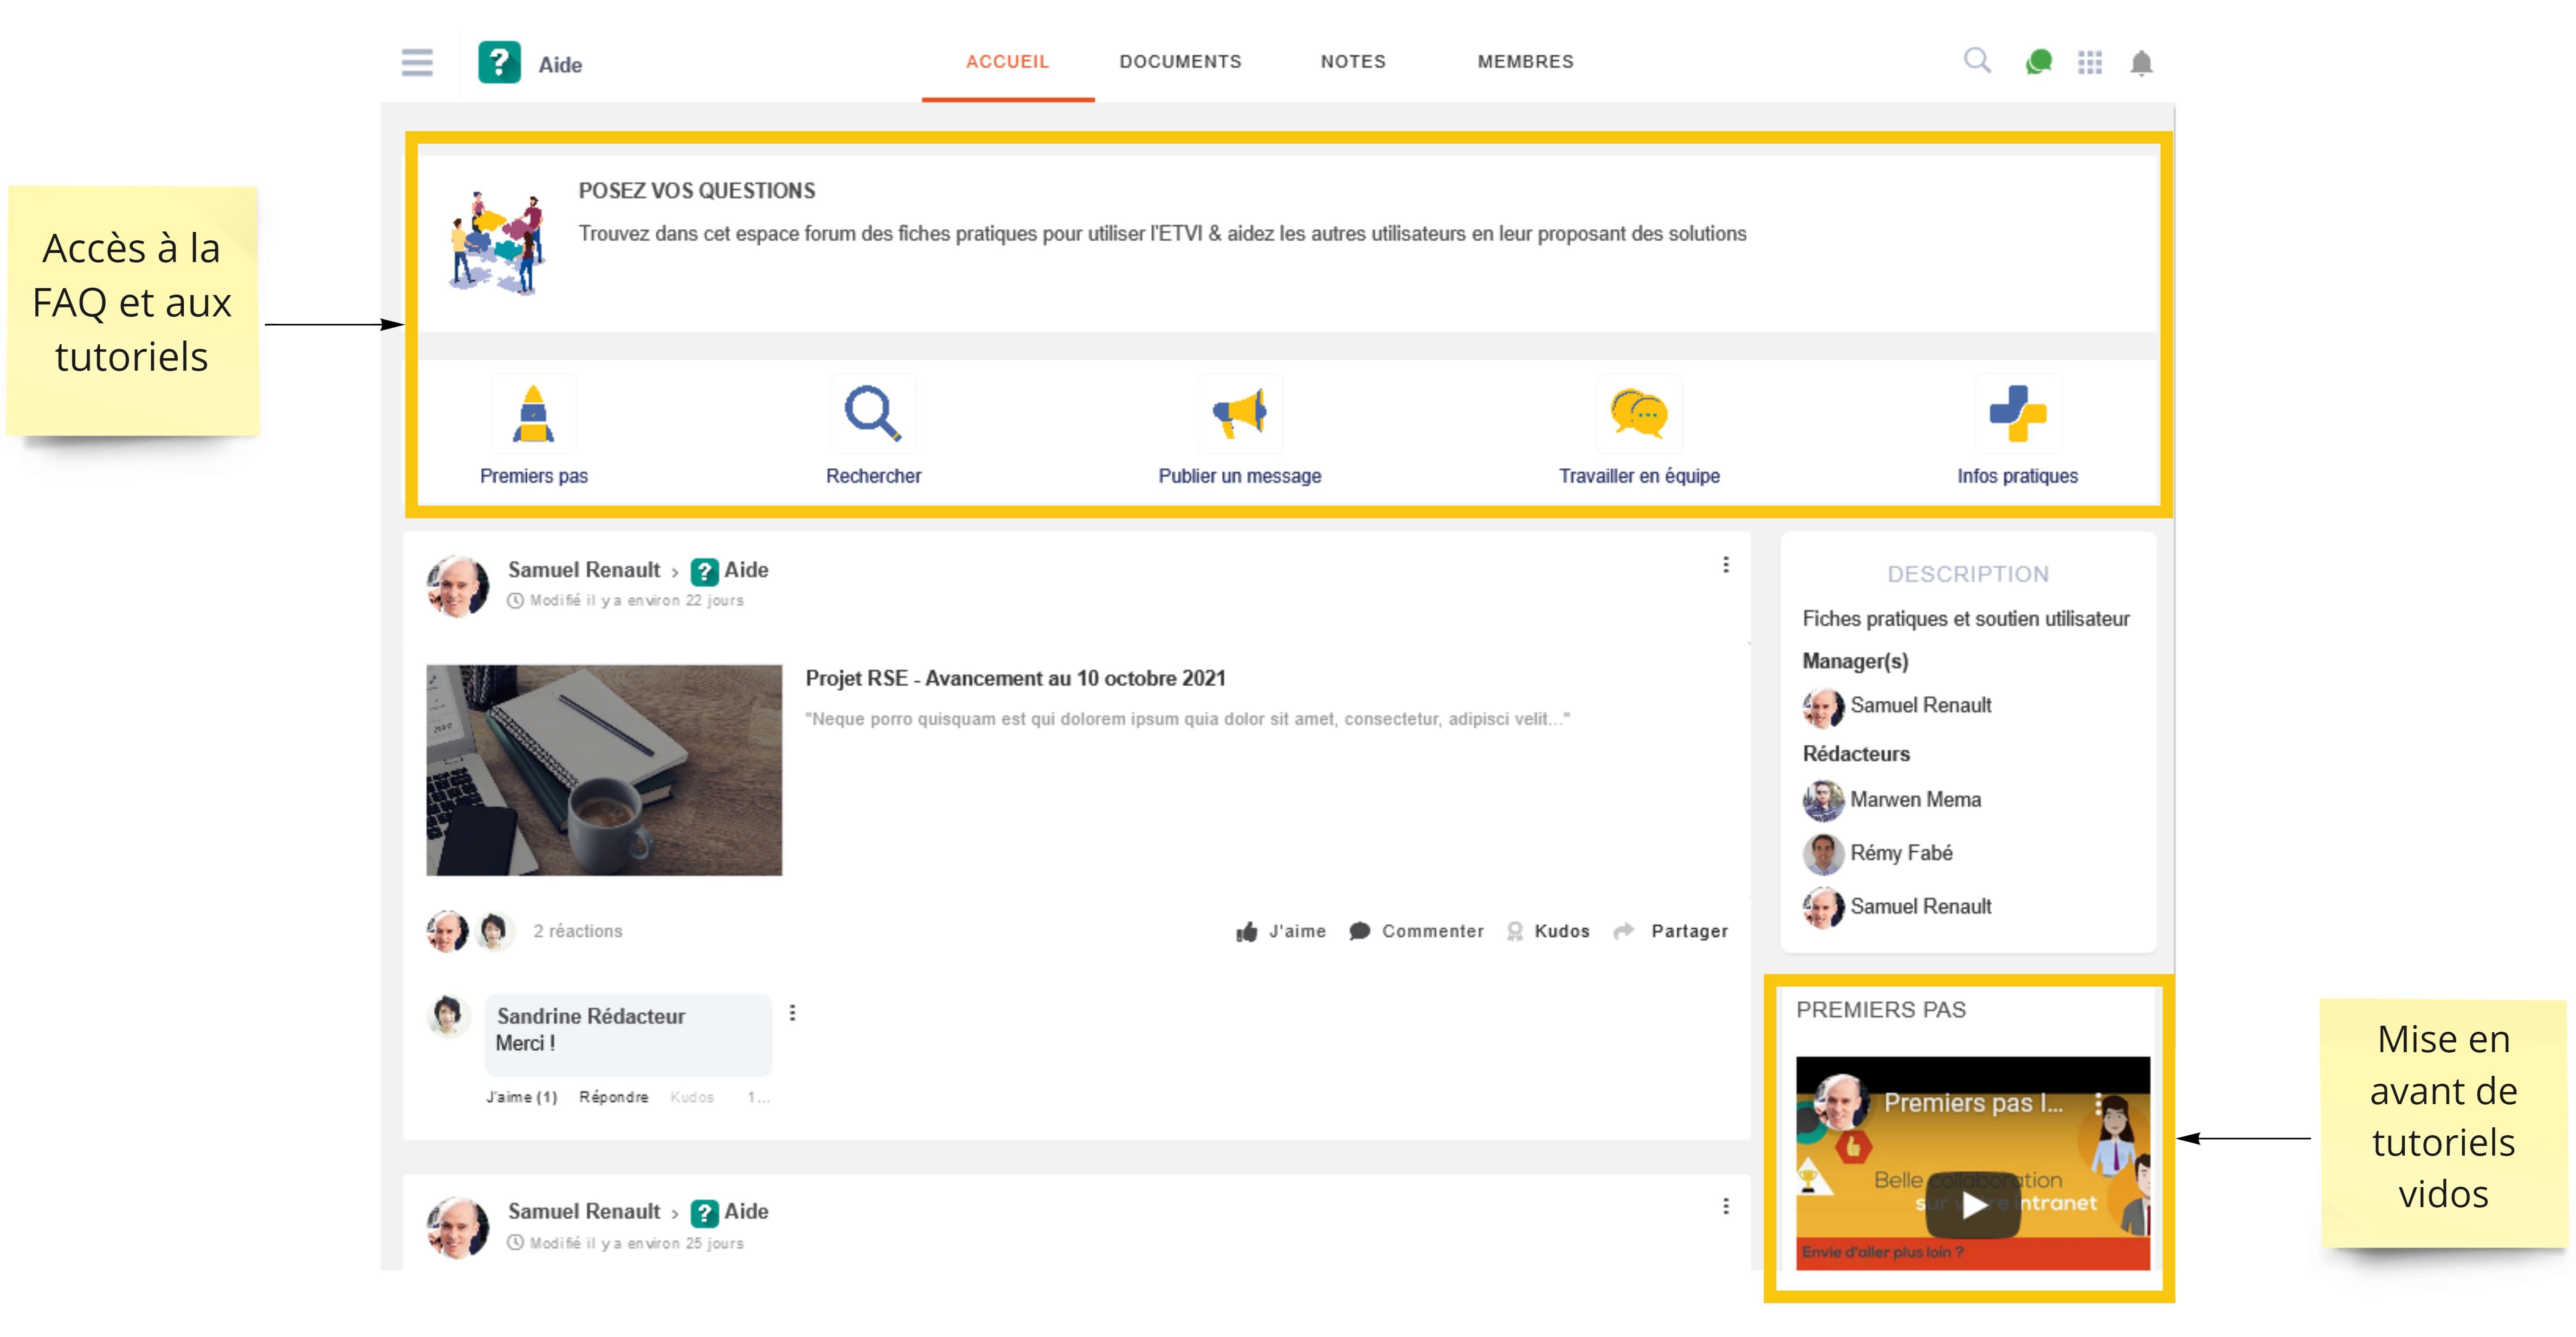 Aide
ACCUEIL DOCUMENTS NOTES MEMBRES
Accès à la
FAQ et aux
tutoriels
POSEZ VOS QUESTIONS
Trouvez dans cet espace forum des fiches pratiques pour utiliser l'ETVI & aidez les autres utilisateurs en leur proposant des solutions
Premiers pas
Rechercher
Publier un message
Travailler en équipe
Infos pratiques
Samuel Renault › ? Aide
Modifié il y a environ 22 jours
Projet RSE - Avancement au 10 octobre 2021
"Neque porro quisquam est qui dolorem ipsum quia dolor sit amet, consectetur, adipisci velit..."
2 réactions
J'aime Commenter Kudos Partager
Sandrine Rédacteur
Merci !
J'aime (1) Répondre Kudos 1...
Samuel Renault › ? Aide
Modifié il y a environ 25 jours
DESCRIPTION
Fiches pratiques et soutien utilisateur
Manager(s)
Samuel Renault
Rédacteurs
Marwen Mema
Rémy Fabé
Samuel Renault
PREMIERS PAS
Premiers pas l...
Belle collaboration
sur votre intranet
Envie d'aller plus loin ?
Mise en
avant de
tutoriels
vidos